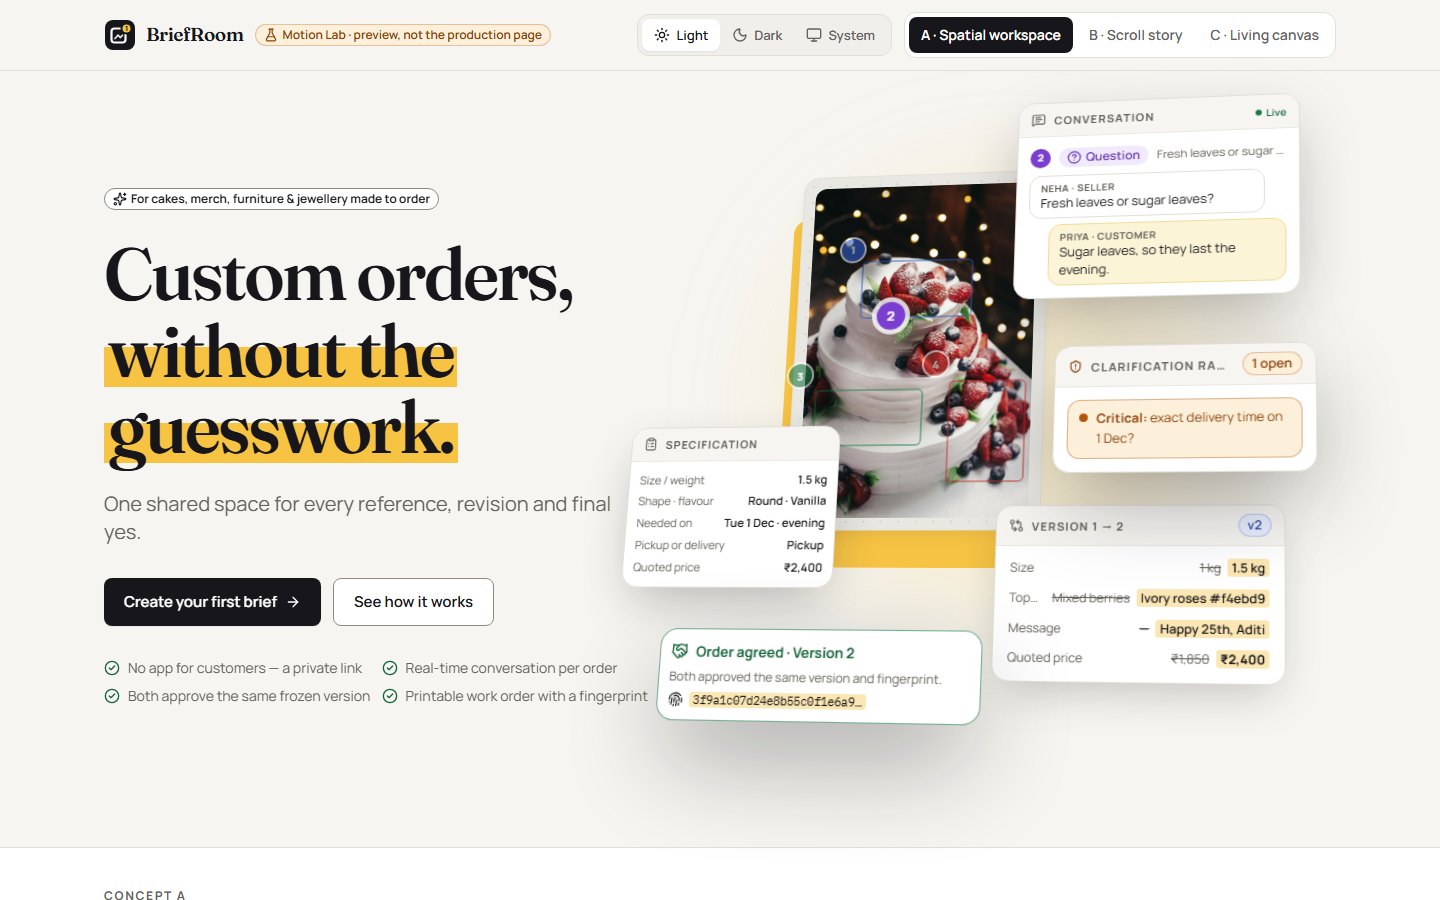 BriefRoom
Motion Lab · preview, not the production page
Light
Dark
System
A · Spatial workspace
B · Scroll story
C · Living canvas
For cakes, merch, furniture & jewellery made to order
Custom orders,
without the
guesswork.
One shared space for every reference, revision and final
yes.
Create your first brief →
See how it works
No app for customers — a private link
Real-time conversation per order
Both approve the same frozen version
Printable work order with a fingerprint
CONVERSATION
Live
2 Question Fresh leaves or sugar ...
NEHA · SELLER
Fresh leaves or sugar leaves?
PRIYA · CUSTOMER
Sugar leaves, so they last the
evening.
1
2
3
4
CLARIFICATION RA...
1 open
Critical: exact delivery time on
1 Dec?
SPECIFICATION
Size / weight 1.5 kg
Shape · flavour Round · Vanilla
Needed on Tue 1 Dec · evening
Pickup or delivery Pickup
Quoted price ₹2,400
VERSION 1 → 2
v2
Size 1 kg 1.5 kg
Top... Mixed berries Ivory roses #f4ebd9
Message — Happy 25th, Aditi
Quoted price ₹1,850 ₹2,400
Order agreed · Version 2
Both approved the same version and fingerprint.
3f9a1c07d24e8b55c0f1e6a9...
CONCEPT A